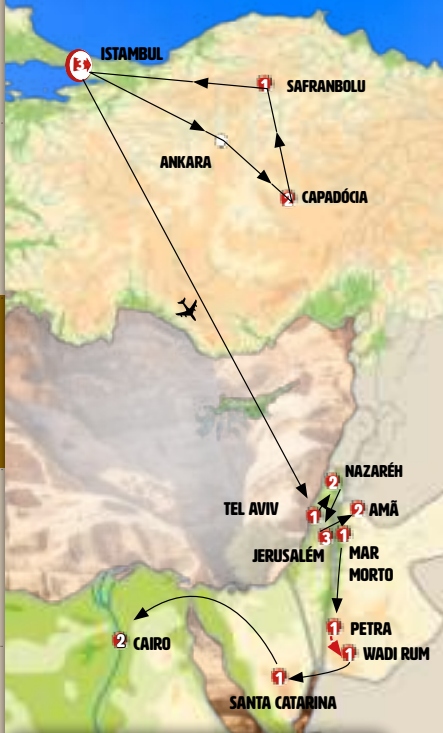 3
ISTAMBUL
1
SAFRANBOLU
ANKARA
CAPADÓCIA
2
NAZARÉH
TEL AVIV
1
2
AMÃ
JERUSALÉM
3
1
MAR
MORTO
1
PETRA
1
WADI RUM
2
CAIRO
1
SANTA CATARINA